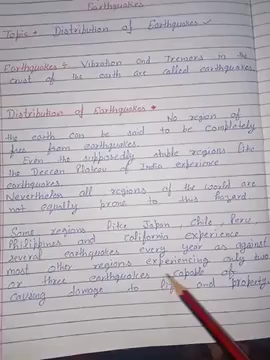 Earthquakes
Topic → Distribution of Earthquakes
Earthquakes → Vibration and Tremors in the
crust of the earth are called earthquakes.
Distribution of Earthquakes →
No region of
the earth can be said to be completely
free from earthquakes.
Even the supposedly stable regions like
the Deccan Plateau of India experience
earthquakes.
Nevertheless all regions of the world are
not equally prone to this hazard
Some regions like Japan, Chile, Peru,
Philippines and California experience
several earthquakes every year as against
most other regions experiencing only two
or three earthquakes capable of
causing damage to life and property